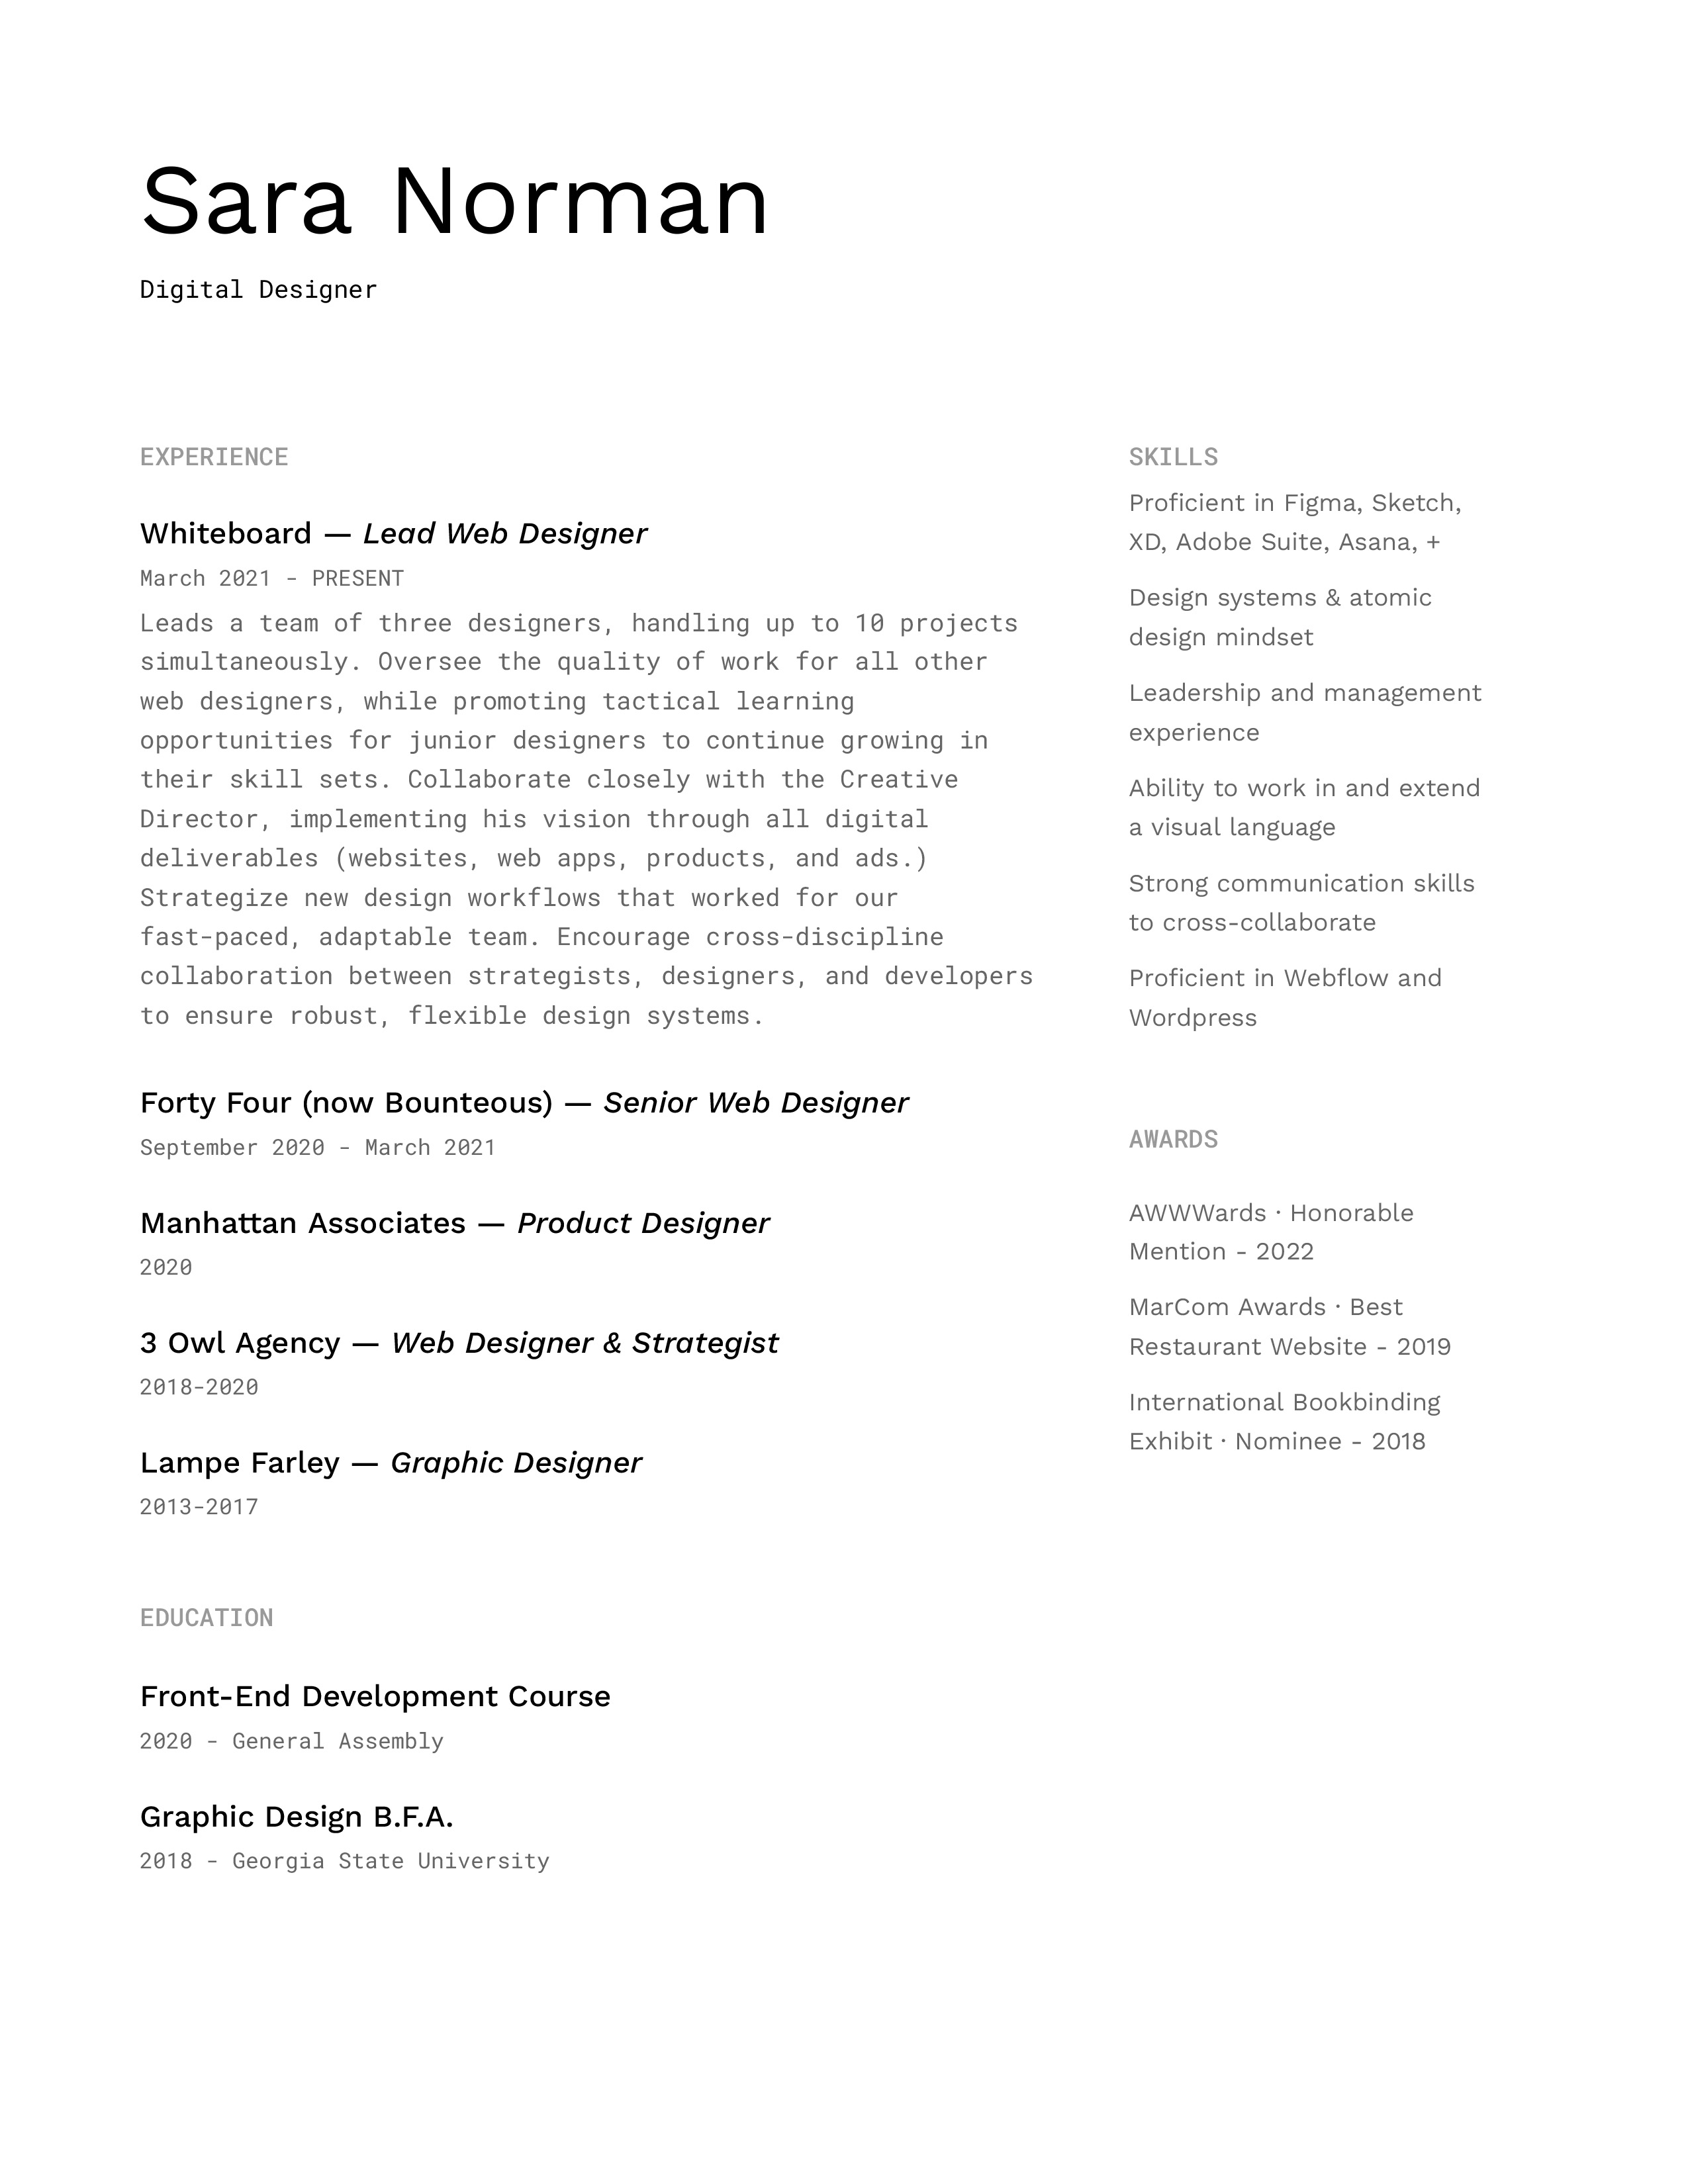 Sara Norman
Digital Designer
EXPERIENCE
Whiteboard — Lead Web Designer
March 2021 - PRESENT
Leads a team of three designers, handling up to 10 projects
simultaneously. Oversee the quality of work for all other
web designers, while promoting tactical learning
opportunities for junior designers to continue growing in
their skill sets. Collaborate closely with the Creative
Director, implementing his vision through all digital
deliverables (websites, web apps, products, and ads.)
Strategize new design workflows that worked for our
fast-paced, adaptable team. Encourage cross-discipline
collaboration between strategists, designers, and developers
to ensure robust, flexible design systems.
Forty Four (now Bounteous) — Senior Web Designer
September 2020 - March 2021
Manhattan Associates — Product Designer
2020
3 Owl Agency — Web Designer & Strategist
2018-2020
Lampe Farley — Graphic Designer
2013-2017
EDUCATION
Front-End Development Course
2020 - General Assembly
Graphic Design B.F.A.
2018 - Georgia State University
SKILLS
Proficient in Figma, Sketch,
XD, Adobe Suite, Asana, +
Design systems & atomic
design mindset
Leadership and management
experience
Ability to work in and extend
a visual language
Strong communication skills
to cross-collaborate
Proficient in Webflow and
Wordpress
AWARDS
AWWWards · Honorable
Mention - 2022
MarCom Awards · Best
Restaurant Website - 2019
International Bookbinding
Exhibit · Nominee - 2018